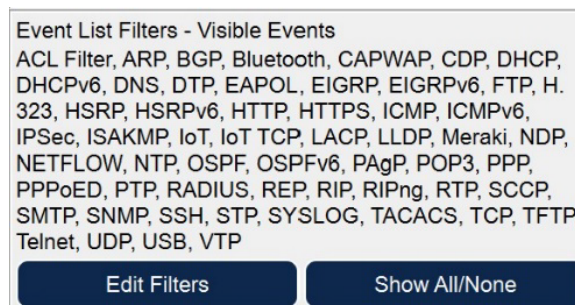 Event List Filters - Visible Events
ACL Filter, ARP, BGP, Bluetooth, CAPWAP, CDP, DHCP,
DHCPv6, DNS, DTP, EAPOL, EIGRP, EIGRPv6, FTP, H.
323, HSRP, HSRPv6, HTTP, HTTPS, ICMP, ICMPv6,
IPSec, ISAKMP, IoT, IoT TCP, LACP, LLDP, Meraki, NDP,
NETFLOW, NTP, OSPF, OSPFv6, PAgP, POP3, PPP,
PPPoED, PTP, RADIUS, REP, RIP, RIPng, RTP, SCCP,
SMTP, SNMP, SSH, STP, SYSLOG, TACACS, TCP, TFTP
Telnet, UDP, USB, VTP
Edit Filters Show All/None